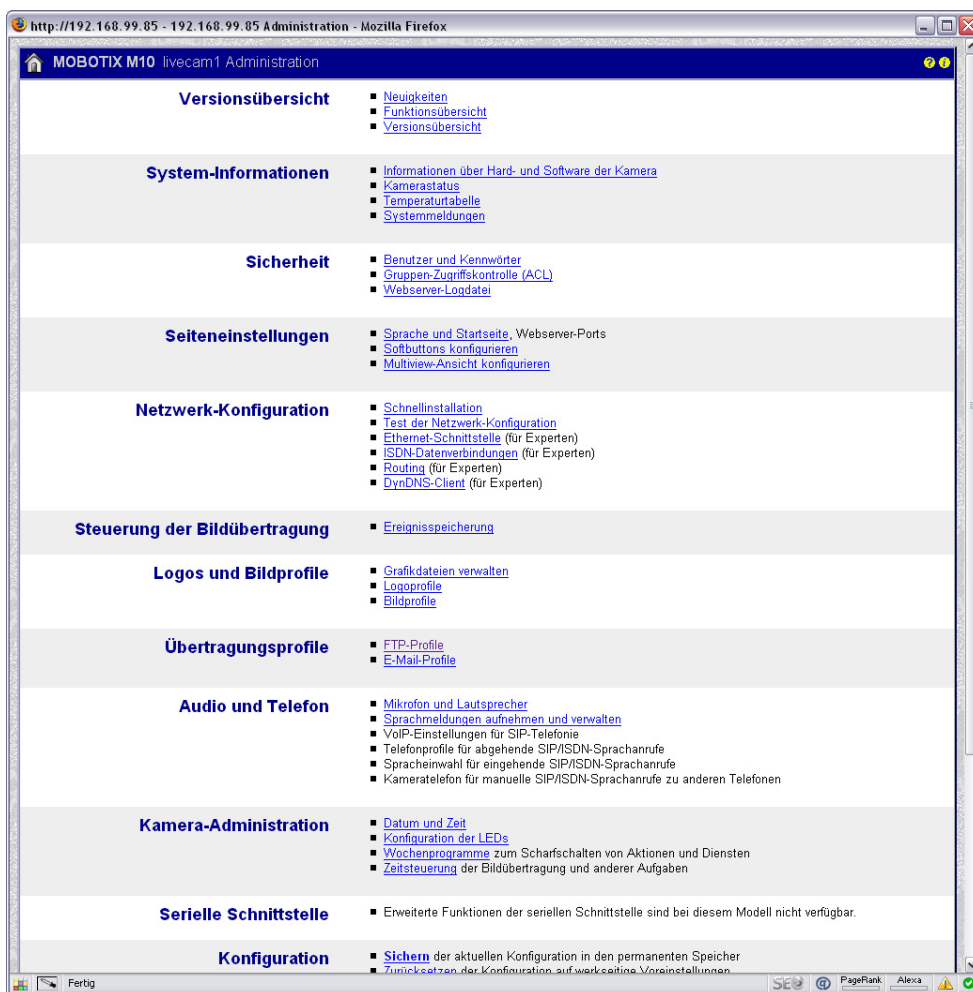 http://192.168.99.85 - 192.168.99.85 Administration - Mozilla Firefox
MOBOTIX M10 livecam1 Administration
Versionsübersicht
Neuigkeiten
Funktionsübersicht
Versionsübersicht
System-Informationen
Informationen über Hard- und Software der Kamera
Kamerastatus
Temperaturtabelle
Systemmeldungen
Sicherheit
Benutzer und Kennwörter
Gruppen-Zugriffskontrolle (ACL)
Webserver-Logdatei
Seiteneinstellungen
Sprache und Startseite, Webserver-Ports
Softbuttons konfigurieren
Multiview-Ansicht konfigurieren
Netzwerk-Konfiguration
Schnellinstallation
Test der Netzwerk-Konfiguration
Ethernet-Schnittstelle (für Experten)
ISDN-Datenverbindungen (für Experten)
Routing (für Experten)
DynDNS-Client (für Experten)
Steuerung der Bildübertragung
Ereignisspeicherung
Logos und Bildprofile
Grafikdateien verwalten
Logoprofile
Bildprofile
Übertragungsprofile
FTP-Profile
E-Mail-Profile
Audio und Telefon
Mikrofon und Lautsprecher
Sprachmeldungen aufnehmen und verwalten
VoIP-Einstellungen für SIP-Telefonie
Telefonprofile für abgehende SIP/ISDN-Sprachanrufe
Spracheinwahl für eingehende SIP/ISDN-Sprachanrufe
Kameratelefon für manuelle SIP/ISDN-Sprachanrufe zu anderen Telefonen
Kamera-Administration
Datum und Zeit
Konfiguration der LEDs
Wochenprogramme zum Scharfschalten von Aktionen und Diensten
Zeitsteuerung der Bildübertragung und anderer Aufgaben
Serielle Schnittstelle
Erweiterte Funktionen der seriellen Schnittstelle sind bei diesem Modell nicht verfügbar.
Konfiguration
Sichern der aktuellen Konfiguration in den permanenten Speicher
Zurücksetzen der Konfiguration auf werkseitige Voreinstellungen
Fertig
PageRank
Alexa